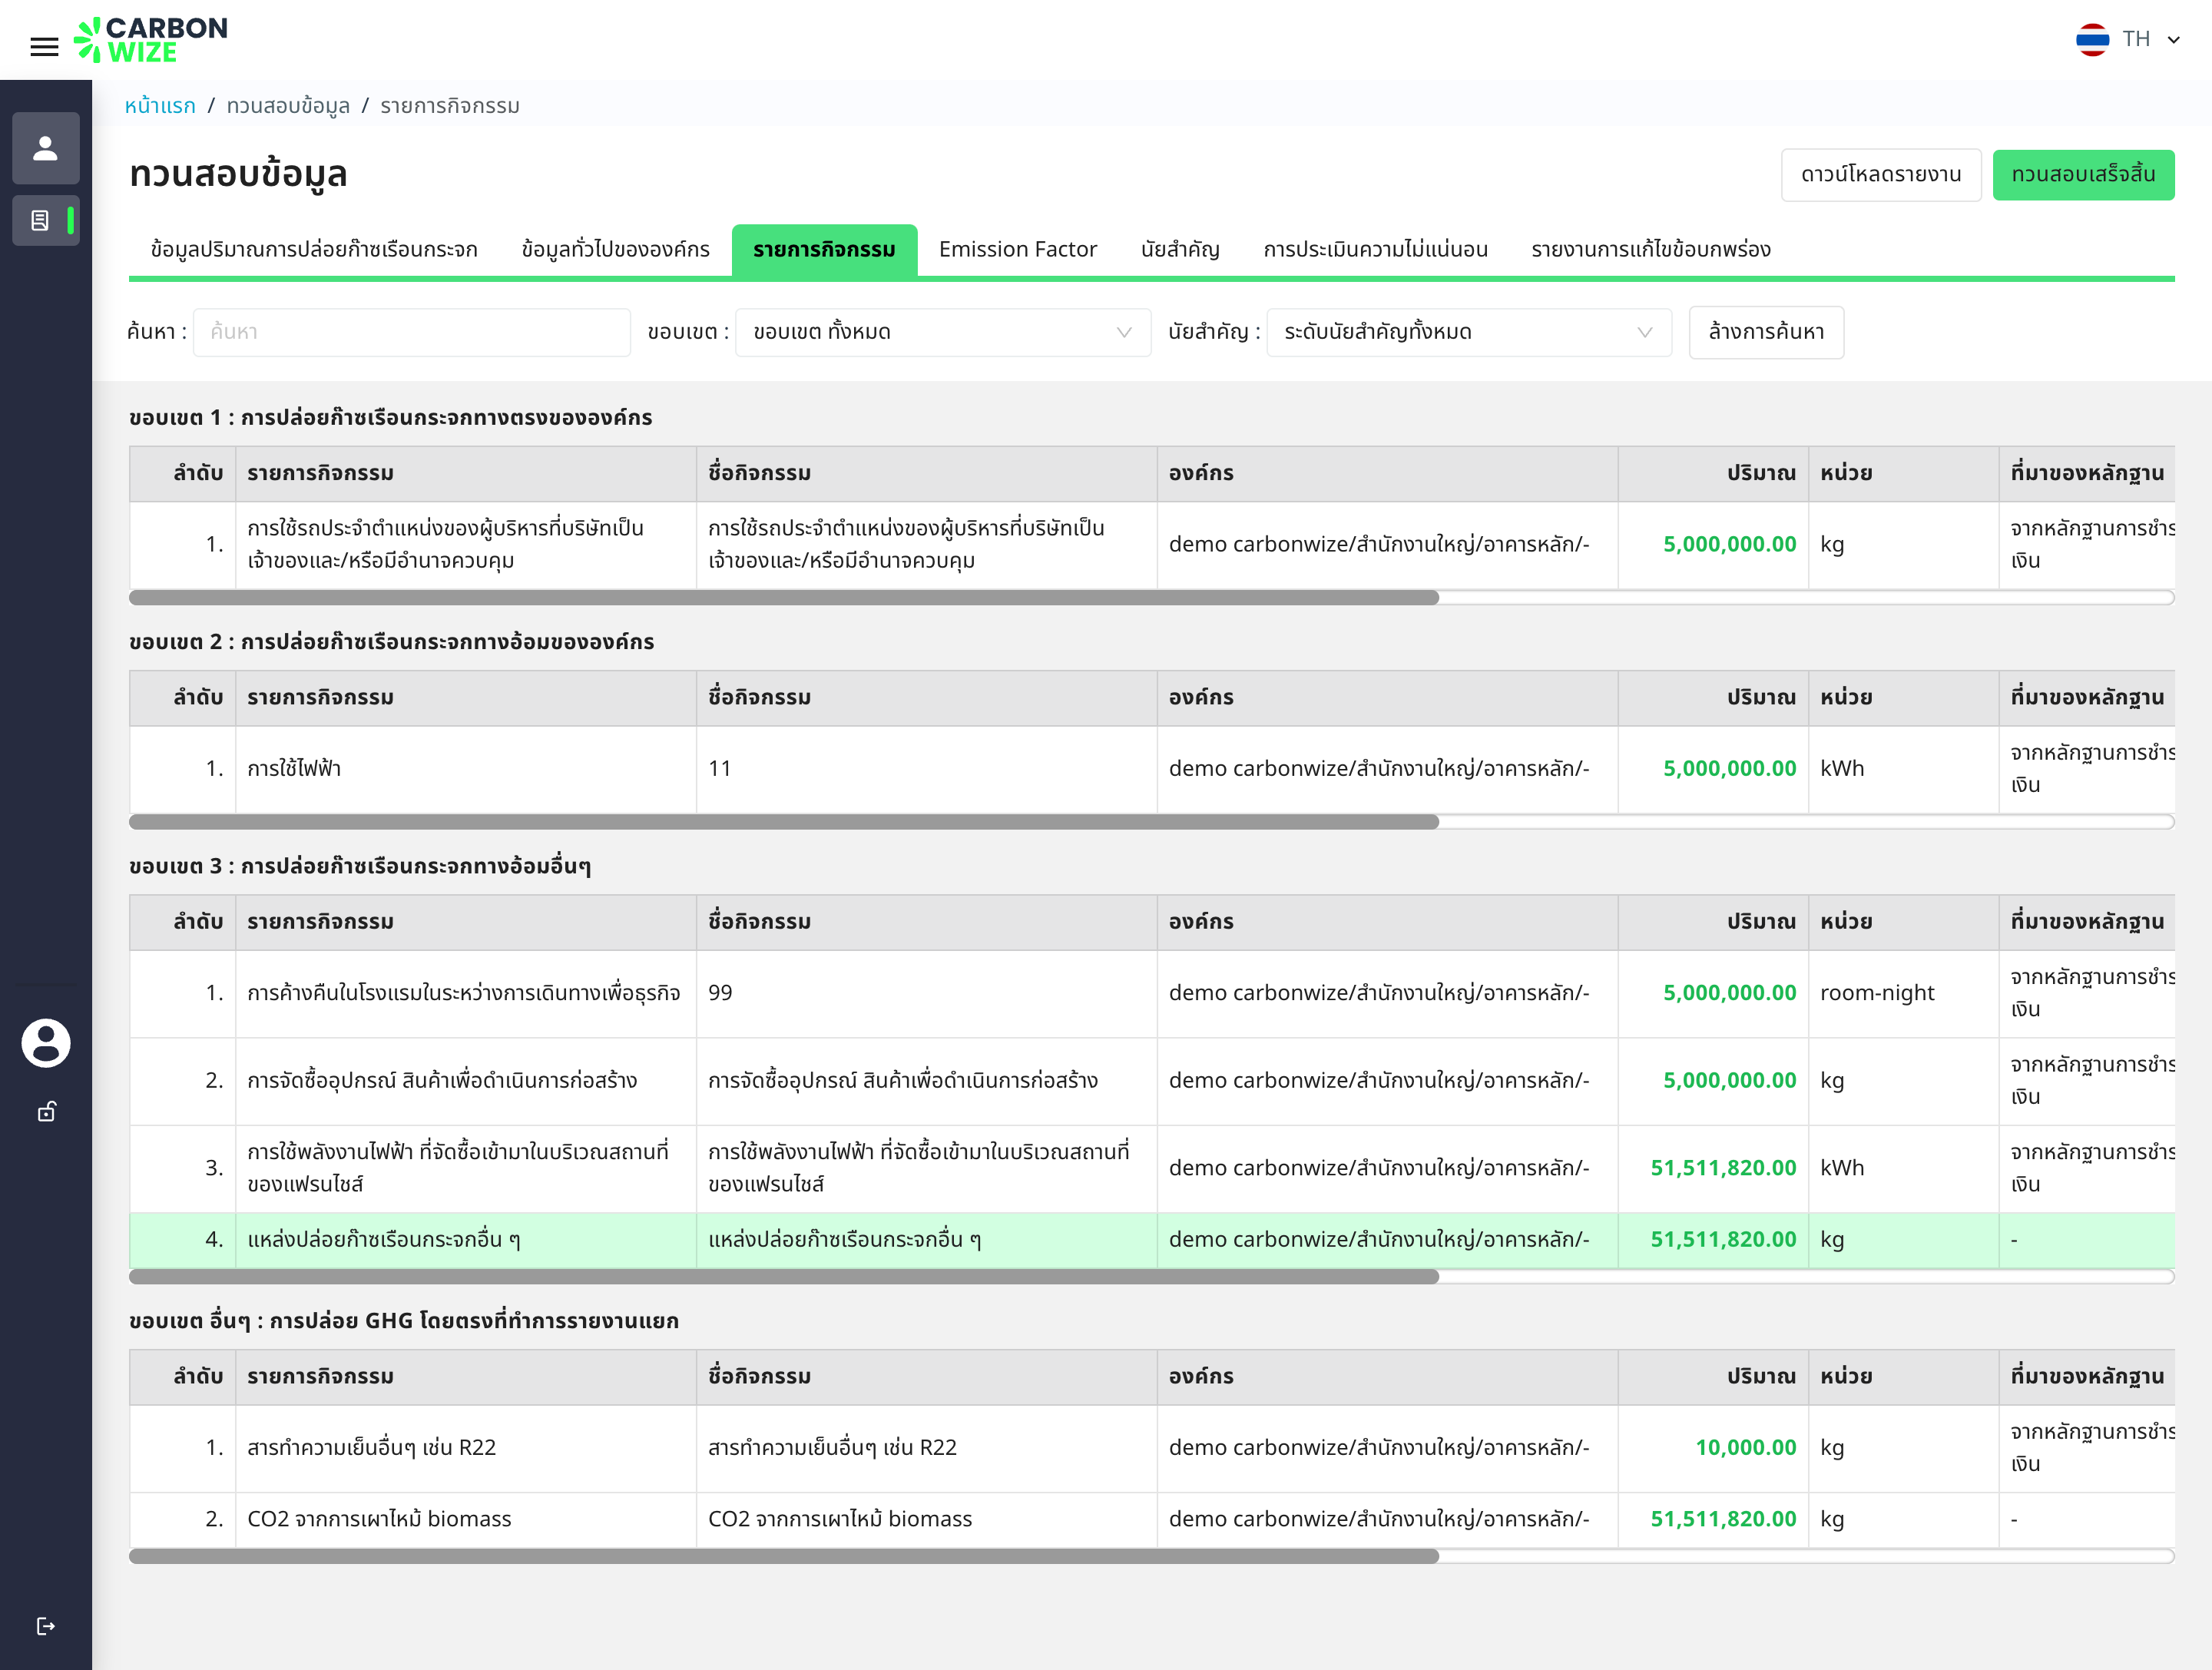 CARBON
WIZE
TH
หน้าแรก / ทวนสอบข้อมูล / รายการกิจกรรม
ทวนสอบข้อมูล
ดาวน์โหลดรายงาน
ทวนสอบเสร็จสิ้น
ข้อมูลปริมาณการปล่อยก๊าซเรือนกระจก ข้อมูลทั่วไปขององค์กร รายการกิจกรรม Emission Factor นัยสำคัญ การประเมินความไม่แน่นอน รายงานการแก้ไขข้อบกพร่อง
ค้นหา : ค้นหา ขอบเขต : ขอบเขต ทั้งหมด นัยสำคัญ : ระดับนัยสำคัญทั้งหมด ล้างการค้นหา
ขอบเขต 1 : การปล่อยก๊าซเรือนกระจกทางตรงขององค์กร
ลำดับ รายการกิจกรรม ชื่อกิจกรรม องค์กร ปริมาณ หน่วย ที่มาของหลักฐาน
การใช้รถประจำตำแหน่งของผู้บริหารที่บริษัทเป็น การใช้รถประจำตำแหน่งของผู้บริหารที่บริษัทเป็น จากหลักฐานการชำร
1. demo carbonwize/สำนักงานใหญ่/อาคารหลัก/- 5,000,000.00 kg
เจ้าของและ/หรือมีอำนาจควบคุม เจ้าของและ/หรือมีอำนาจควบคุม เงิน
ขอบเขต 2 : การปล่อยก๊าซเรือนกระจกทางอ้อมขององค์กร
ลำดับ รายการกิจกรรม ชื่อกิจกรรม องค์กร ปริมาณ หน่วย ที่มาของหลักฐาน
จากหลักฐานการชำร
1. การใช้ไฟฟ้า 11 demo carbonwize/สำนักงานใหญ่/อาคารหลัก/- 5,000,000.00 kWh
เงิน
ขอบเขต 3 : การปล่อยก๊าซเรือนกระจกทางอ้อมอื่นๆ
ลำดับ รายการกิจกรรม ชื่อกิจกรรม องค์กร ปริมาณ หน่วย ที่มาของหลักฐาน
จากหลักฐานการชำร
1. การค้างคืนในโรงแรมในระหว่างการเดินทางเพื่อธุรกิจ 99 demo carbonwize/สำนักงานใหญ่/อาคารหลัก/- 5,000,000.00 room-night
เงิน
จากหลักฐานการชำร
2. การจัดซื้ออุปกรณ์ สินค้าเพื่อดำเนินการก่อสร้าง การจัดซื้ออุปกรณ์ สินค้าเพื่อดำเนินการก่อสร้าง demo carbonwize/สำนักงานใหญ่/อาคารหลัก/- 5,000,000.00 kg
เงิน
การใช้พลังงานไฟฟ้า ที่จัดซื้อเข้ามาในบริเวณสถานที่ การใช้พลังงานไฟฟ้า ที่จัดซื้อเข้ามาในบริเวณสถานที่ จากหลักฐานการชำร
3. demo carbonwize/สำนักงานใหญ่/อาคารหลัก/- 51,511,820.00 kWh
ของแฟรนไชส์ ของแฟรนไชส์ เงิน
4. แหล่งปล่อยก๊าซเรือนกระจกอื่น ๆ แหล่งปล่อยก๊าซเรือนกระจกอื่น ๆ demo carbonwize/สำนักงานใหญ่/อาคารหลัก/- 51,511,820.00 kg -
ขอบเขต อื่นๆ : การปล่อย GHG โดยตรงที่ทำการรายงานแยก
ลำดับ รายการกิจกรรม ชื่อกิจกรรม องค์กร ปริมาณ หน่วย ที่มาของหลักฐาน
จากหลักฐานการชำร
1. สารทำความเย็นอื่นๆ เช่น R22 สารทำความเย็นอื่นๆ เช่น R22 demo carbonwize/สำนักงานใหญ่/อาคารหลัก/- 10,000.00 kg
เงิน
2. CO2 จากการเผาไหม้ biomass CO2 จากการเผาไหม้ biomass demo carbonwize/สำนักงานใหญ่/อาคารหลัก/- 51,511,820.00 kg -